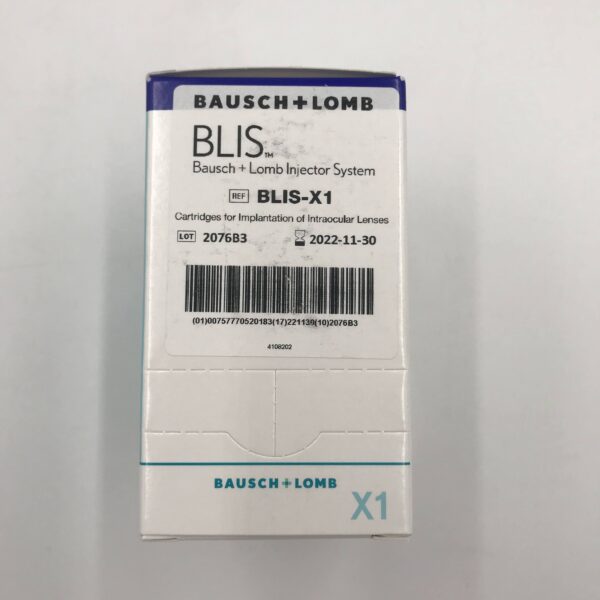 BAUSCH+LOMB
BLIS™
Bausch + Lomb Injector System
REF BLIS-X1
Cartridges for Implantation of Intraocular Lenses
LOT 2076B3 2022-11-30
(01)00757770520183(17)221130(10)2076B3
4108202
BAUSCH+LOMB
X1